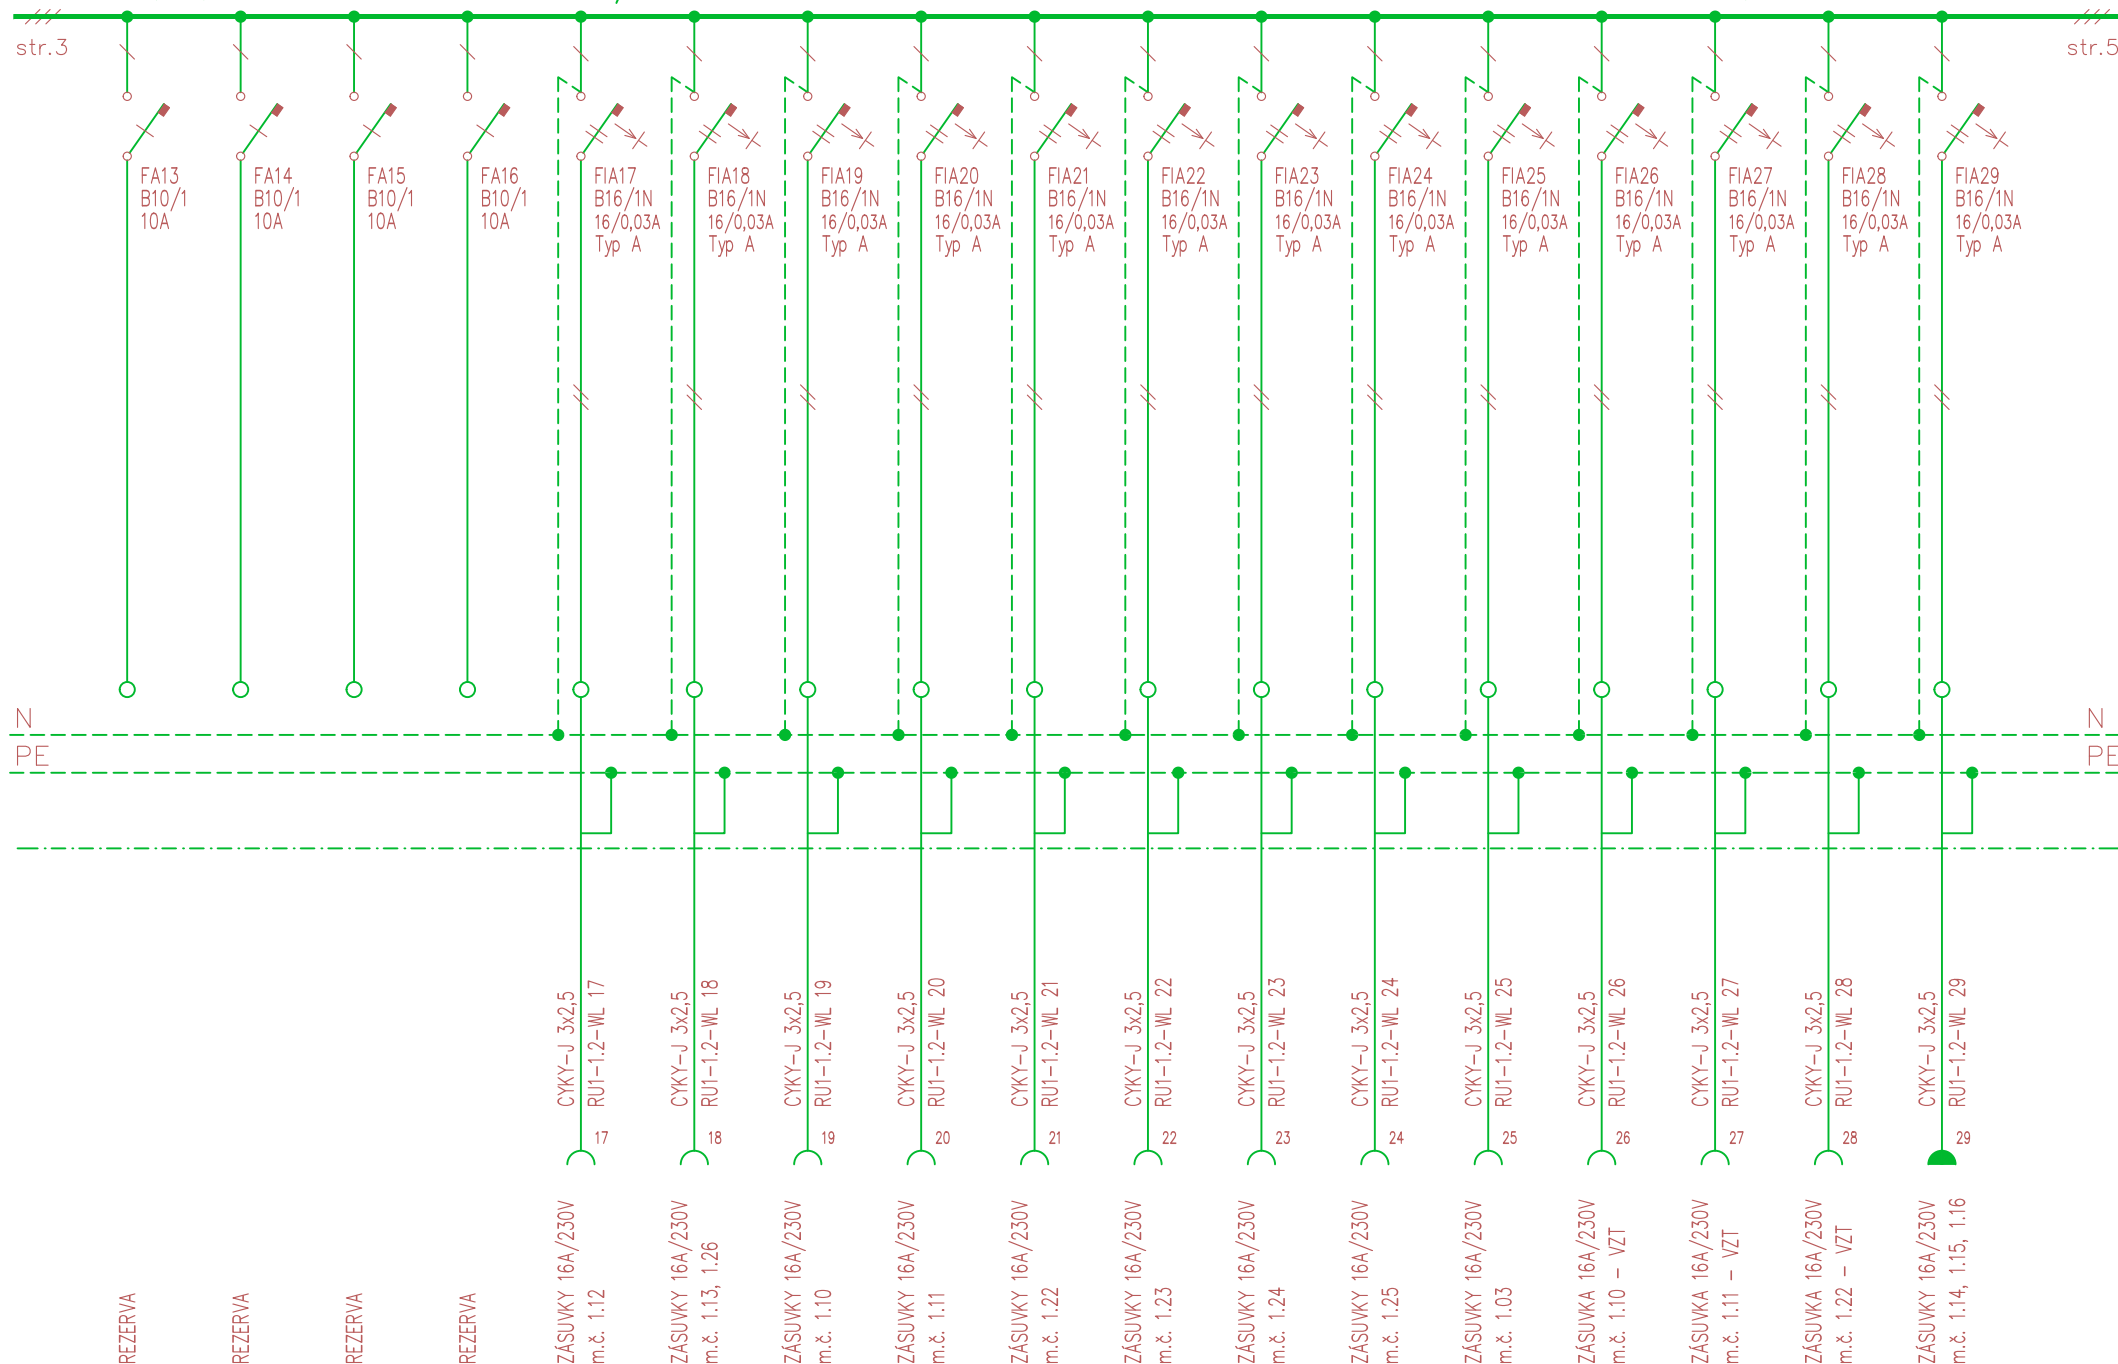 str.3
str.5
FA13
B10/1
10A
FA14
B10/1
10A
FA15
B10/1
10A
FA16
B10/1
10A
FIA17
B16/1N
16/0,03A
Typ A
FIA18
B16/1N
16/0,03A
Typ A
FIA19
B16/1N
16/0,03A
Typ A
FIA20
B16/1N
16/0,03A
Typ A
FIA21
B16/1N
16/0,03A
Typ A
FIA22
B16/1N
16/0,03A
Typ A
FIA23
B16/1N
16/0,03A
Typ A
FIA24
B16/1N
16/0,03A
Typ A
FIA25
B16/1N
16/0,03A
Typ A
FIA26
B16/1N
16/0,03A
Typ A
FIA27
B16/1N
16/0,03A
Typ A
FIA28
B16/1N
16/0,03A
Typ A
FIA29
B16/1N
16/0,03A
Typ A
N
N
PE
PE
CYKY-J 3x2,5
RU1-1.2-WL 17
CYKY-J 3x2,5
RU1-1.2-WL 18
CYKY-J 3x2,5
RU1-1.2-WL 19
CYKY-J 3x2,5
RU1-1.2-WL 20
CYKY-J 3x2,5
RU1-1.2-WL 21
CYKY-J 3x2,5
RU1-1.2-WL 22
CYKY-J 3x2,5
RU1-1.2-WL 23
CYKY-J 3x2,5
RU1-1.2-WL 24
CYKY-J 3x2,5
RU1-1.2-WL 25
CYKY-J 3x2,5
RU1-1.2-WL 26
CYKY-J 3x2,5
RU1-1.2-WL 27
CYKY-J 3x2,5
RU1-1.2-WL 28
CYKY-J 3x2,5
RU1-1.2-WL 29
17
18
19
20
21
22
23
24
25
26
27
28
29
REZERVA
REZERVA
REZERVA
REZERVA
ZÁSUVKY 16A/230V
m.č. 1.12
ZÁSUVKY 16A/230V
m.č. 1.13, 1.26
ZÁSUVKY 16A/230V
m.č. 1.10
ZÁSUVKY 16A/230V
m.č. 1.11
ZÁSUVKY 16A/230V
m.č. 1.22
ZÁSUVKY 16A/230V
m.č. 1.23
ZÁSUVKY 16A/230V
m.č. 1.24
ZÁSUVKY 16A/230V
m.č. 1.25
ZÁSUVKY 16A/230V
m.č. 1.03
ZÁSUVKA 16A/230V
m.č. 1.10 - VZT
ZÁSUVKA 16A/230V
m.č. 1.11 - VZT
ZÁSUVKA 16A/230V
m.č. 1.22 - VZT
ZÁSUVKY 16A/230V
m.č. 1.14, 1.15, 1.16